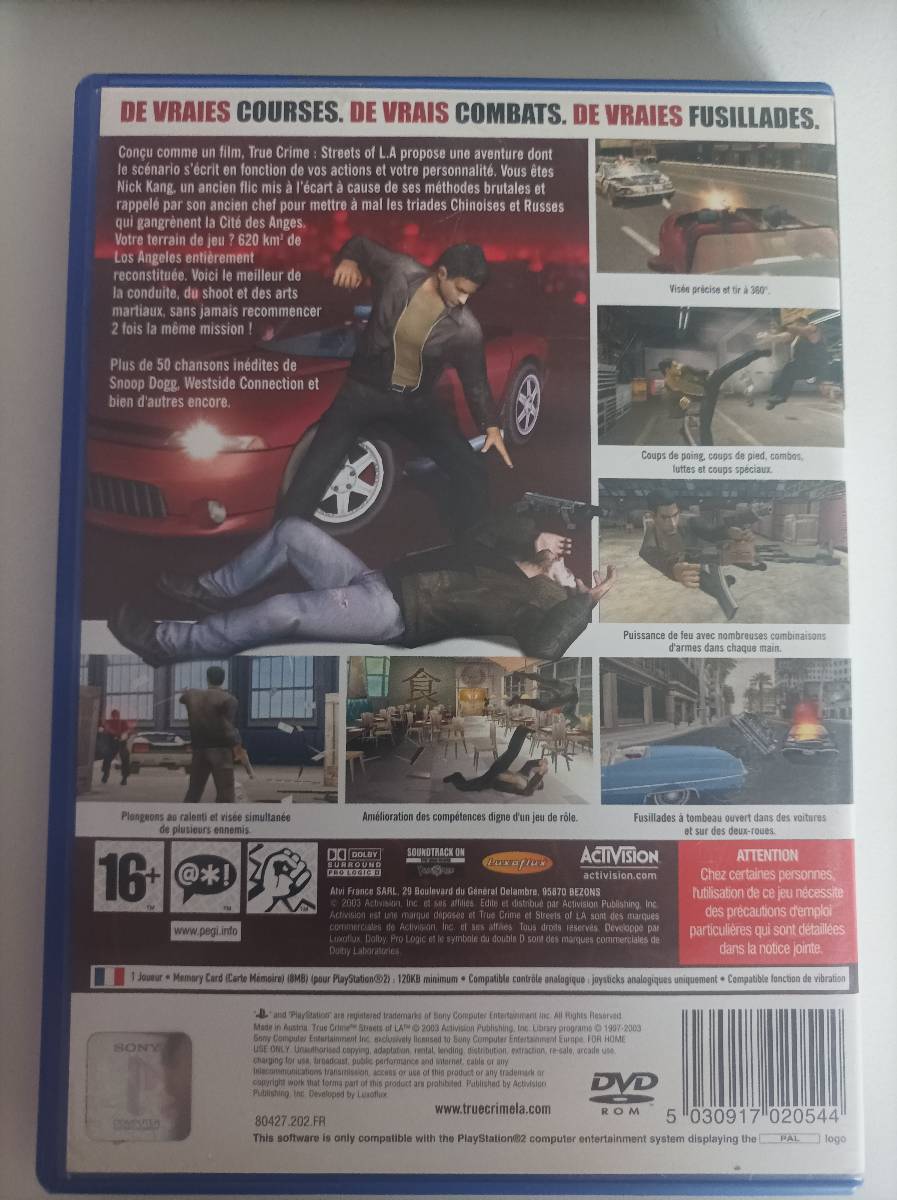 DE VRAIES COURSES. DE VRAIS COMBATS. DE VRAIES FUSILLADES.
Conçu comme un film, True Crime : Streets of L.A propose une aventure dont
le scénario s'écrit en fonction de vos actions et votre personnalité. Vous êtes
Nick Kang, un ancien flic mis à l'écart à cause de ses méthodes brutales et
rappelé par son ancien chef pour mettre à mal les triades Chinoises et Russes
qui gangrènent la Cité des Anges.
Votre terrain de jeu ? 620 km² de
Los Angeles entièrement
reconstituée. Voici le meilleur de
la conduite, du shoot et des arts
martiaux, sans jamais recommencer
2 fois la même mission !
Plus de 50 chansons inédites de
Snoop Dogg, Westside Connection et
bien d'autres encore.
Visée précise et tir à 360°.
Coups de poing, coups de pied, combos,
luttes et coups spéciaux.
Puissance de feu avec nombreuses combinaisons
d'armes dans chaque main.
食
Plongeons au ralenti et visée simultanée
de plusieurs ennemis.
Amélioration des compétences digne d'un jeu de rôle.
Fusillades à tombeau ouvert dans des voitures
et sur des deux-roues.
16+
@*!
www.pegi.info
DOLBY
SURROUND
PRO LOGIC II
SOUNDTRACK ON
Luxoflux
ACTIVISION
activision.com
Atvi France SARL, 29 Boulevard du Général Delambre, 95870 BEZONS
© 2003 Activision, Inc. et ses affiliés. Edité et distribué par Activision Publishing, Inc.
Activision est une marque déposée et True Crime et Streets of LA sont des marques
commerciales de Activision, Inc. et ses affiliés. Tous droits réservés. Développé par
Luxoflux. Dolby, Pro Logic et le symbole du double D sont des marques commerciales de
Dolby Laboratories.
ATTENTION
Chez certaines personnes,
l'utilisation de ce jeu nécessite
des précautions d'emploi
particulières qui sont détaillées
dans la notice jointe.
1 Joueur • Memory Card (Carte Mémoire) (8MB) (pour PlayStation®2) : 120KB minimum • Compatible contrôle analogique : joysticks analogiques uniquement • Compatible fonction de vibration
SONY
COMPUTER
"PS" and "PlayStation" are registered trademarks of Sony Computer Entertainment Inc. All Rights Reserved.
Made in Austria. True Crime™ Streets of LA™ © 2003 Activision Publishing, Inc. Library programs © 1997-2003
Sony Computer Entertainment Inc. exclusively licensed to Sony Computer Entertainment Europe. FOR HOME
USE ONLY. Unauthorised copying, adaptation, rental, lending, distribution, extraction, re-sale, arcade use,
charging for use, broadcast, public performance and internet, cable or any
telecommunications transmission, access or use of this product or any trademark or
copyright work that forms part of this product are prohibited. Published by Activision
Publishing, Inc. Developed by Luxoflux.
www.truecrimela.com
80427.202.FR
DVD
ROM
5 030917 020544
This software is only compatible with the PlayStation®2 computer entertainment system displaying the PAL logo